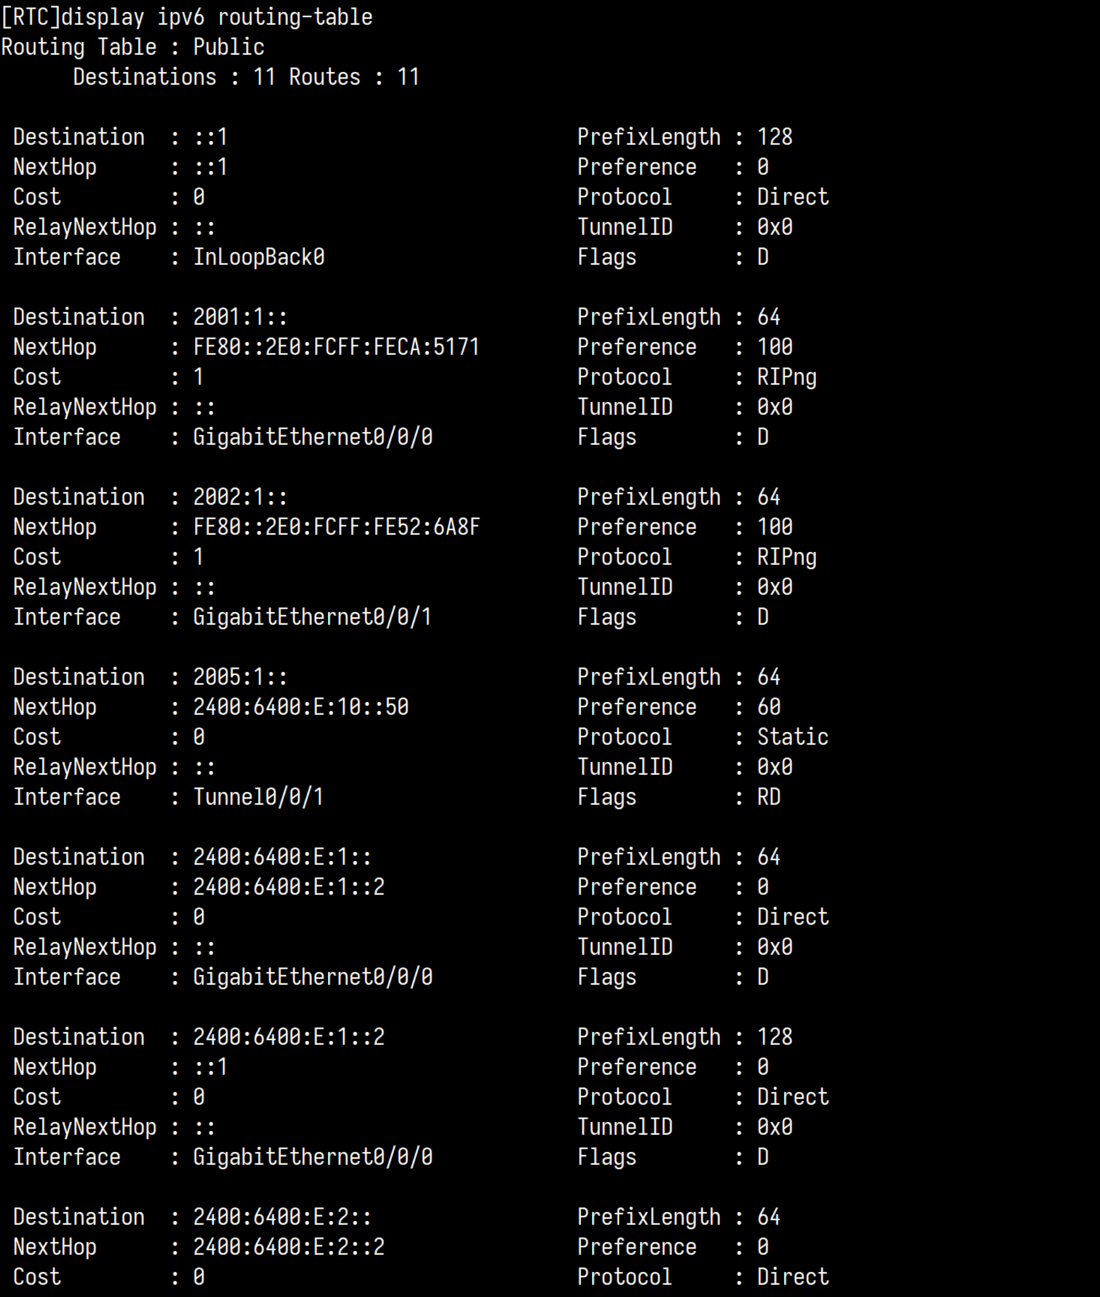 [RTC]display ipv6 routing-table
Routing Table : Public
Destinations : 11 Routes : 11
Destination : ::1 PrefixLength : 128
NextHop : ::1 Preference : 0
Cost : 0 Protocol : Direct
RelayNextHop : :: TunnelID : 0x0
Interface : InLoopBack0 Flags : D
Destination : 2001:1:: PrefixLength : 64
NextHop : FE80::2E0:FCFF:FECA:5171 Preference : 100
Cost : 1 Protocol : RIPng
RelayNextHop : :: TunnelID : 0x0
Interface : GigabitEthernet0/0/0 Flags : D
Destination : 2002:1:: PrefixLength : 64
NextHop : FE80::2E0:FCFF:FE52:6A8F Preference : 100
Cost : 1 Protocol : RIPng
RelayNextHop : :: TunnelID : 0x0
Interface : GigabitEthernet0/0/1 Flags : D
Destination : 2005:1:: PrefixLength : 64
NextHop : 2400:6400:E:10::50 Preference : 60
Cost : 0 Protocol : Static
RelayNextHop : :: TunnelID : 0x0
Interface : Tunnel0/0/1 Flags : RD
Destination : 2400:6400:E:1:: PrefixLength : 64
NextHop : 2400:6400:E:1::2 Preference : 0
Cost : 0 Protocol : Direct
RelayNextHop : :: TunnelID : 0x0
Interface : GigabitEthernet0/0/0 Flags : D
Destination : 2400:6400:E:1::2 PrefixLength : 128
NextHop : ::1 Preference : 0
Cost : 0 Protocol : Direct
RelayNextHop : :: TunnelID : 0x0
Interface : GigabitEthernet0/0/0 Flags : D
Destination : 2400:6400:E:2:: PrefixLength : 64
NextHop : 2400:6400:E:2::2 Preference : 0
Cost : 0 Protocol : Direct